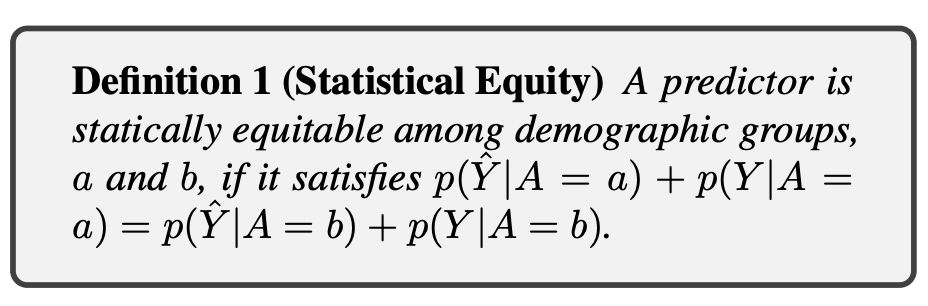 Definition 1 (Statistical Equity) A predictor is
statically equitable among demographic groups,
a and b, if it satisfies p(Ŷ|A = a) + p(Y|A =
a) = p(Ŷ|A = b) + p(Y|A = b).